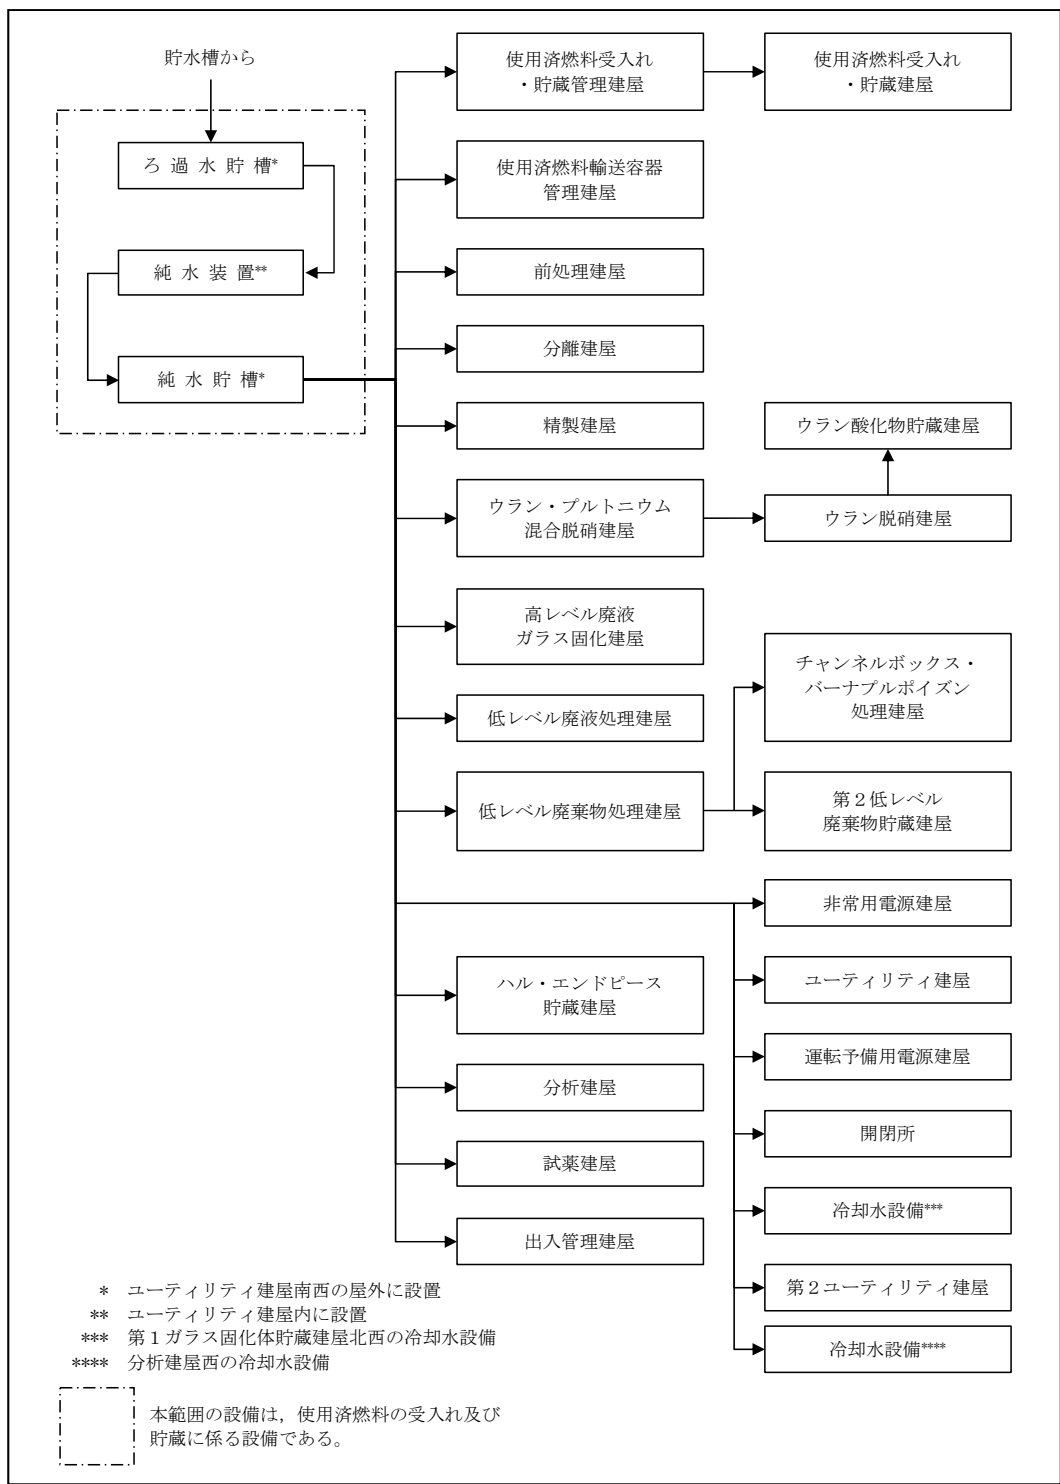 貯水槽から
ろ 過 水 貯 槽*
純 水 装 置**
純 水 貯 槽*
使用済燃料受入れ
・貯蔵管理建屋
使用済燃料受入れ
・貯蔵建屋
使用済燃料輸送容器
管理建屋
前処理建屋
分離建屋
精製建屋
ウラン酸化物貯蔵建屋
ウラン・プルトニウム
混合脱硝建屋
ウラン脱硝建屋
高レベル廃液
ガラス固化建屋
チャンネルボックス・
バーナブルポイズン
処理建屋
低レベル廃液処理建屋
低レベル廃棄物処理建屋
第２低レベル
廃棄物貯蔵建屋
非常用電源建屋
ハル・エンドピース
貯蔵建屋
ユーティリティ建屋
運転予備用電源建屋
分析建屋
開閉所
試薬建屋
冷却水設備***
出入管理建屋
第２ユーティリティ建屋
冷却水設備****
* ユーティリティ建屋南西の屋外に設置
** ユーティリティ建屋内に設置
*** 第１ガラス固化体貯蔵建屋北西の冷却水設備
**** 分析建屋西の冷却水設備
本範囲の設備は，使用済燃料の受入れ及び
貯蔵に係る設備である。